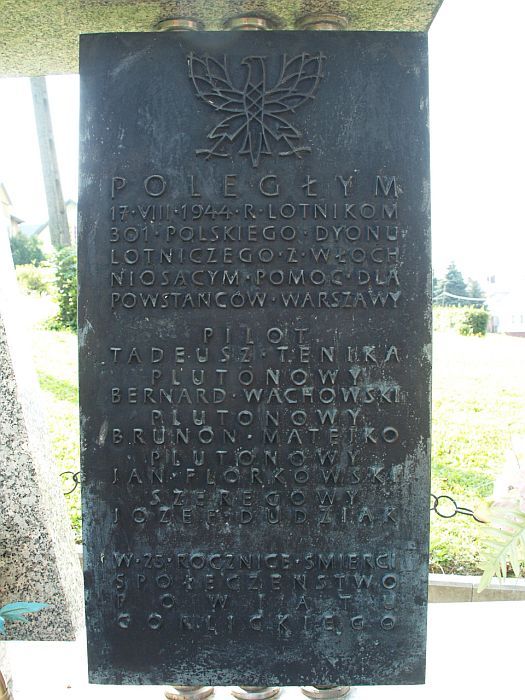 POLEGŁYM
17·VIII·1944·R·LOTNIKOM
301·POLSKIEGO·DYONU
LOTNICZEGO·Z·WŁOCH
NIOSĄCYM·POMOC·DLA
POWSTAŃCÓW·WARSZAWY
PILOT
TADEUSZ·TENIKA
PLUTONOWY
BERNARD·WACHOWSKI
PLUTONOWY
BRUNON·MATEJKO
PLUTONOWY
JAN·FLORKOWSKI
SZEREGOWY
JÓZEF·DUDZIAK
W·25·ROCZNICĘ·ŚMIERCI
SPOŁECZEŃSTWO
POWIATU
GORLICKIEGO